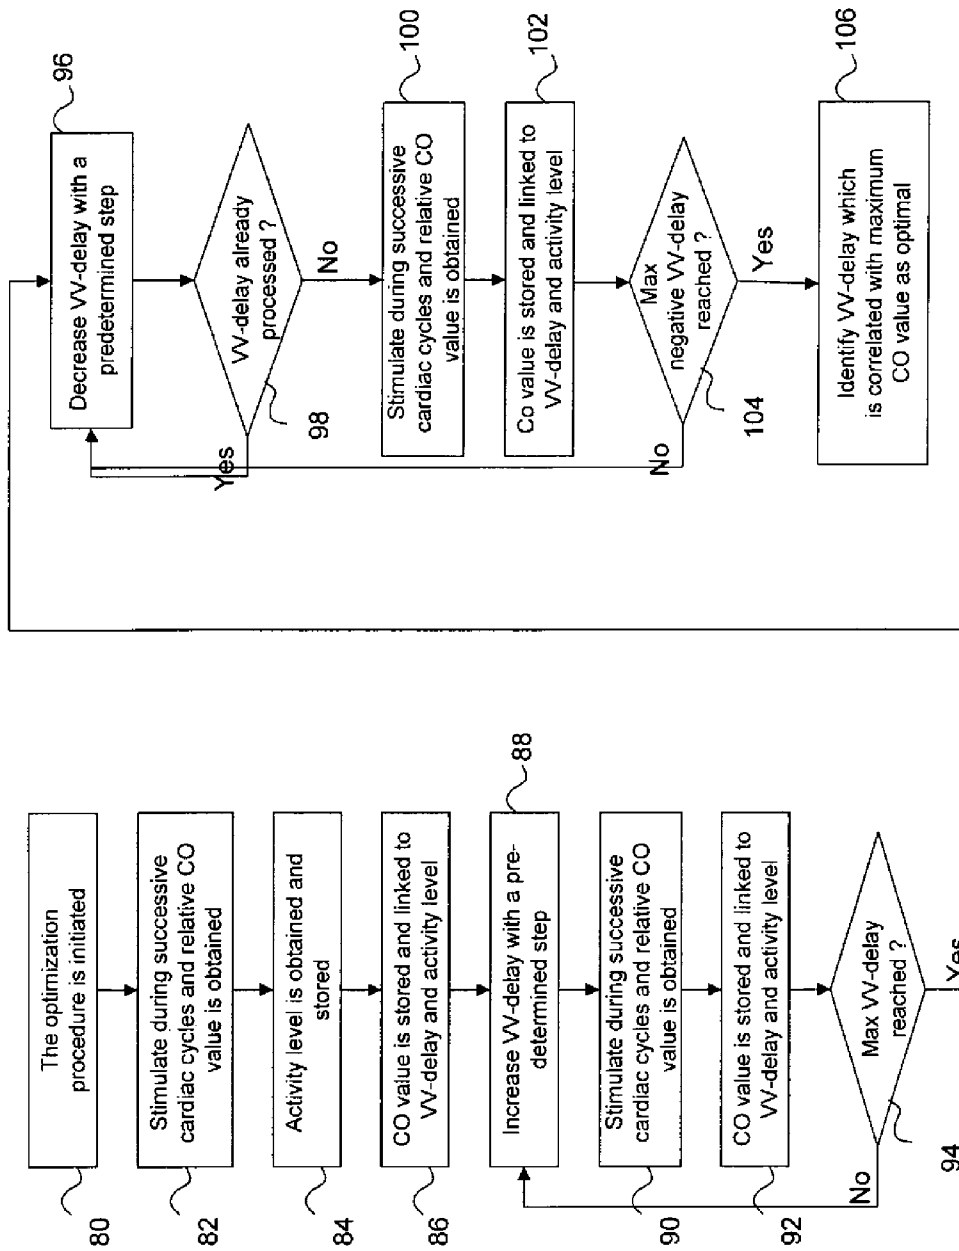 The optimization
procedure is initiated
80
Stimulate during successive
cardiac cycles and relative CO
value is obtained
82
Activity level is obtained and
stored
84
CO value is stored and linked to
VV-delay and activity level
86
Increase VV-delay with a pre-
determined step
88
Stimulate during successive
cardiac cycles and relative CO
value is obtained
90
CO value is stored and linked to
VV-delay and activity level
92
Max VV-delay
reached ?
94
No
Yes
Decrease VV-delay with a
predetermined step
96
VV-delay already
processed ?
98
Yes
No
Stimulate during successive
cardiac cycles and relative CO
value is obtained
100
Co value is stored and linked to
VV-delay and activity level
102
Max
negative VV-delay
reached ?
104
No
Yes
Identify VV-delay which
is correlated with maximum
CO value as optimal
106